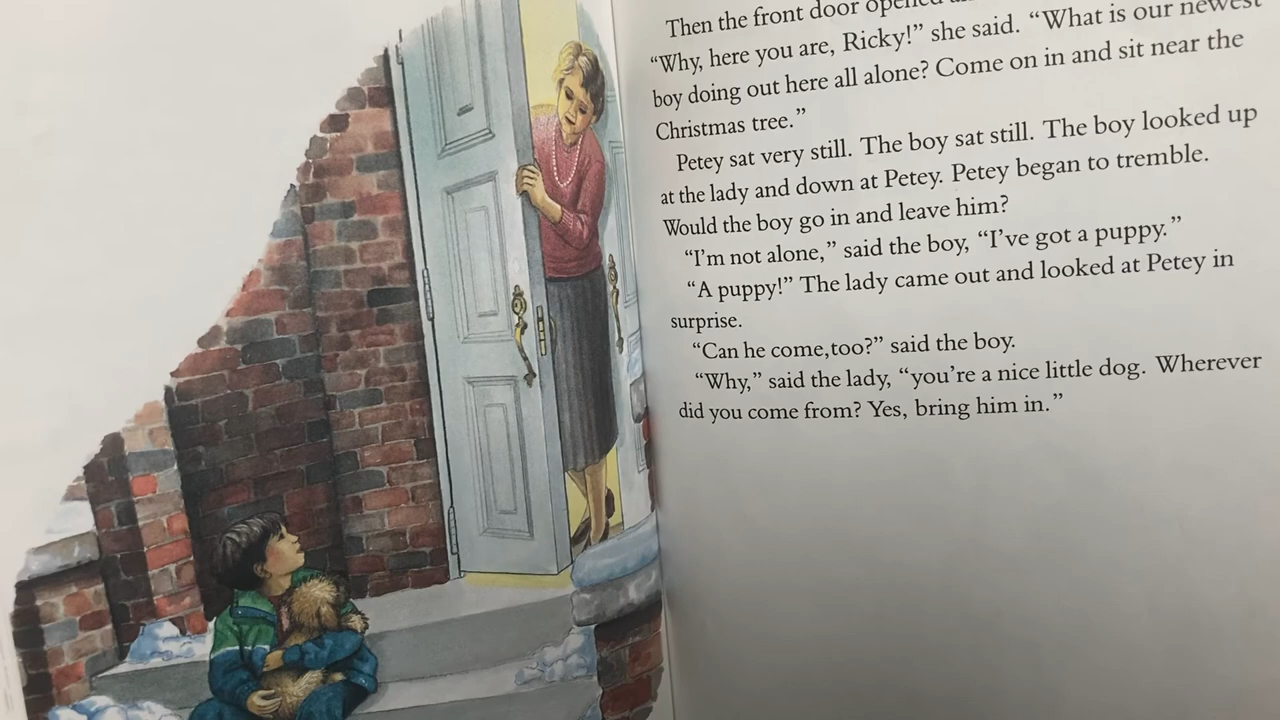 Then the front door opened
“Why, here you are, Ricky!” she said. “What is our newest
boy doing out here all alone? Come on in and sit near the
Christmas tree.”
Petey sat very still. The boy sat still. The boy looked up
at the lady and down at Petey. Petey began to tremble.
Would the boy go in and leave him?
“I’m not alone,” said the boy, “I’ve got a puppy.”
“A puppy!” The lady came out and looked at Petey in
surprise.
“Can he come,too?” said the boy.
“Why,” said the lady, “you’re a nice little dog. Wherever
did you come from? Yes, bring him in.”